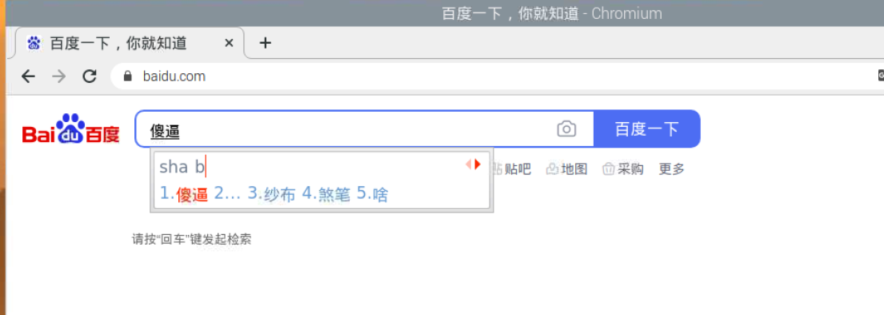 百度一下，你就知道 - Chromium
百度一下，你就知道 × +
baidu.com
Bai du 百度 傻逼 百度一下
sha b
贴吧 地图 采购 更多
1.傻逼 2... 3.纱布 4.煞笔 5.啥
请按“回车”键发起检索